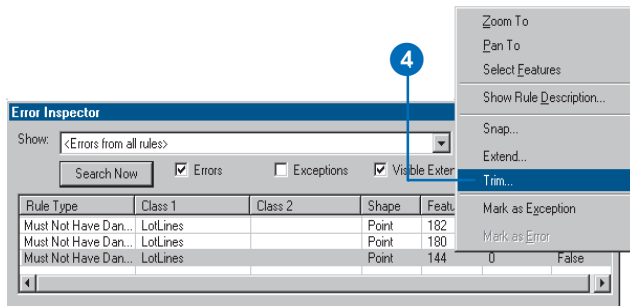 Zoom To
Pan To
Select Features
Show Rule Description...
Snap...
Extend...
Trim...
Mark as Exception
Mark as Error
4
Error Inspector
Show: <Errors from all rules>
Search Now Errors Exceptions Visible Exten
Rule Type Class 1 Class 2 Shape Featu
Must Not Have Dan... LotLines Point 182
Must Not Have Dan... LotLines Point 180
Must Not Have Dan... LotLines Point 144 0 False